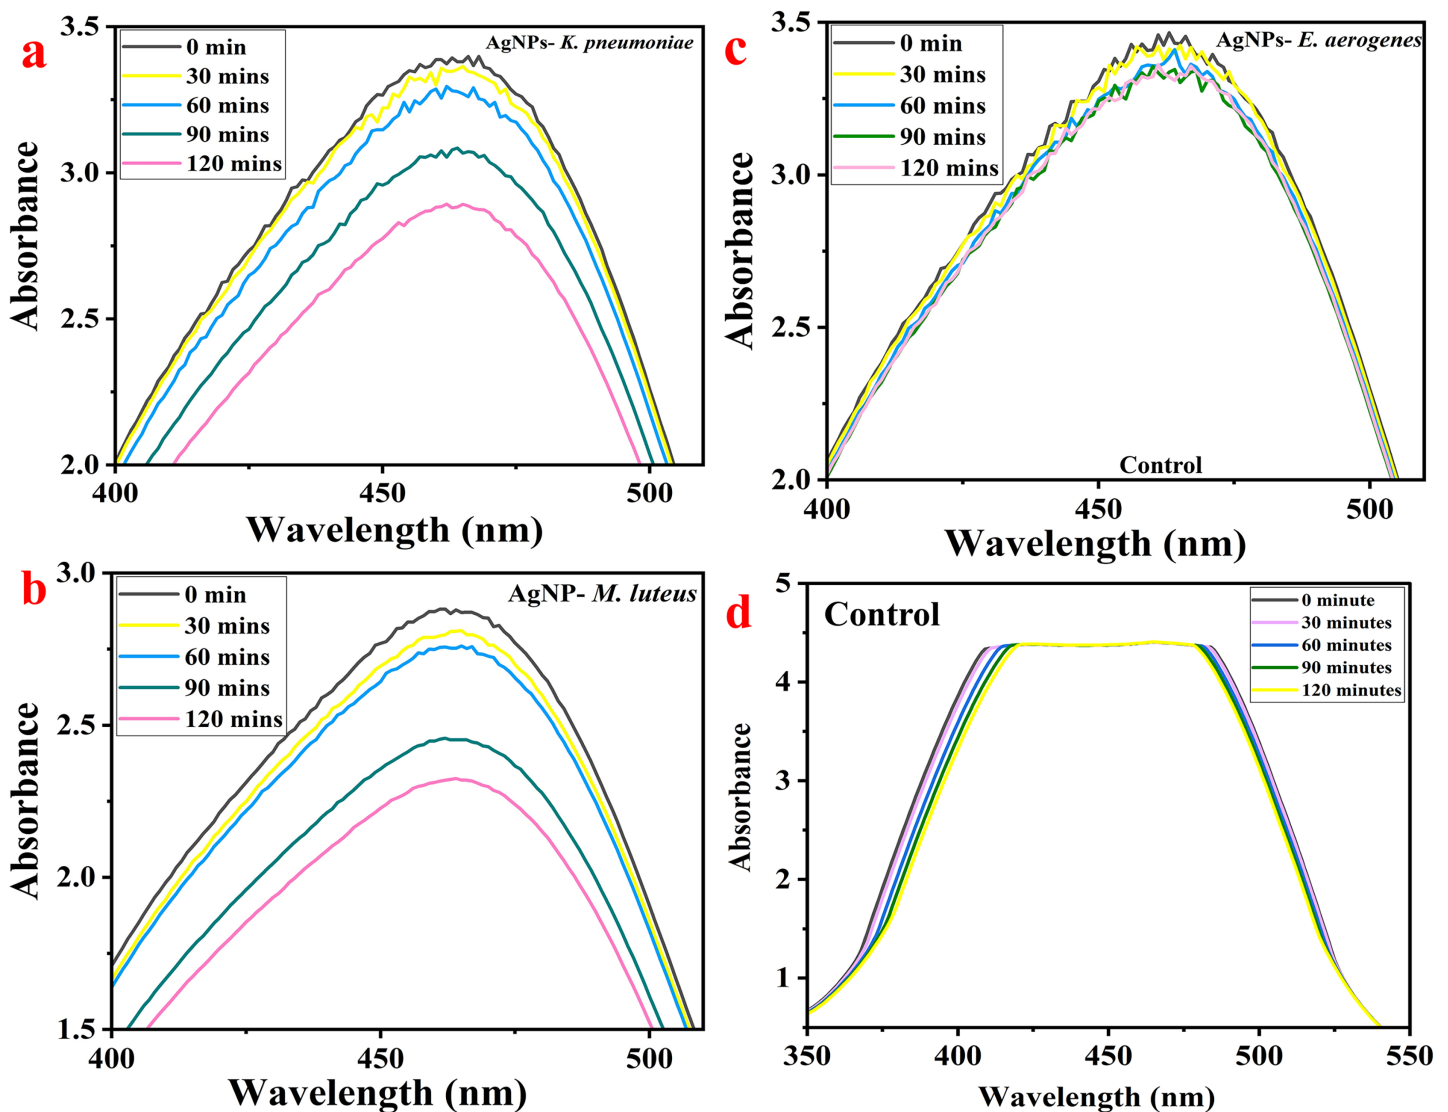 a
0 min
30 mins
60 mins
90 mins
120 mins
AgNPs- K. pneumoniae
3.5
3.0
2.5
2.0
400
450
500
Absorbance
Wavelength (nm)
c
0 min
30 mins
60 mins
90 mins
120 mins
AgNPs- E. aerogenes
3.5
3.0
2.5
2.0
Control
400
450
500
Absorbance
Wavelength (nm)
b
0 min
30 mins
60 mins
90 mins
120 mins
AgNP- M. luteus
3.0
2.5
2.0
1.5
400
450
500
Absorbance
Wavelength (nm)
d
Control
0 minute
30 minutes
60 minutes
90 minutes
120 minutes
5
4
3
2
1
350
400
450
500
550
Absorbance
Wavelength (nm)